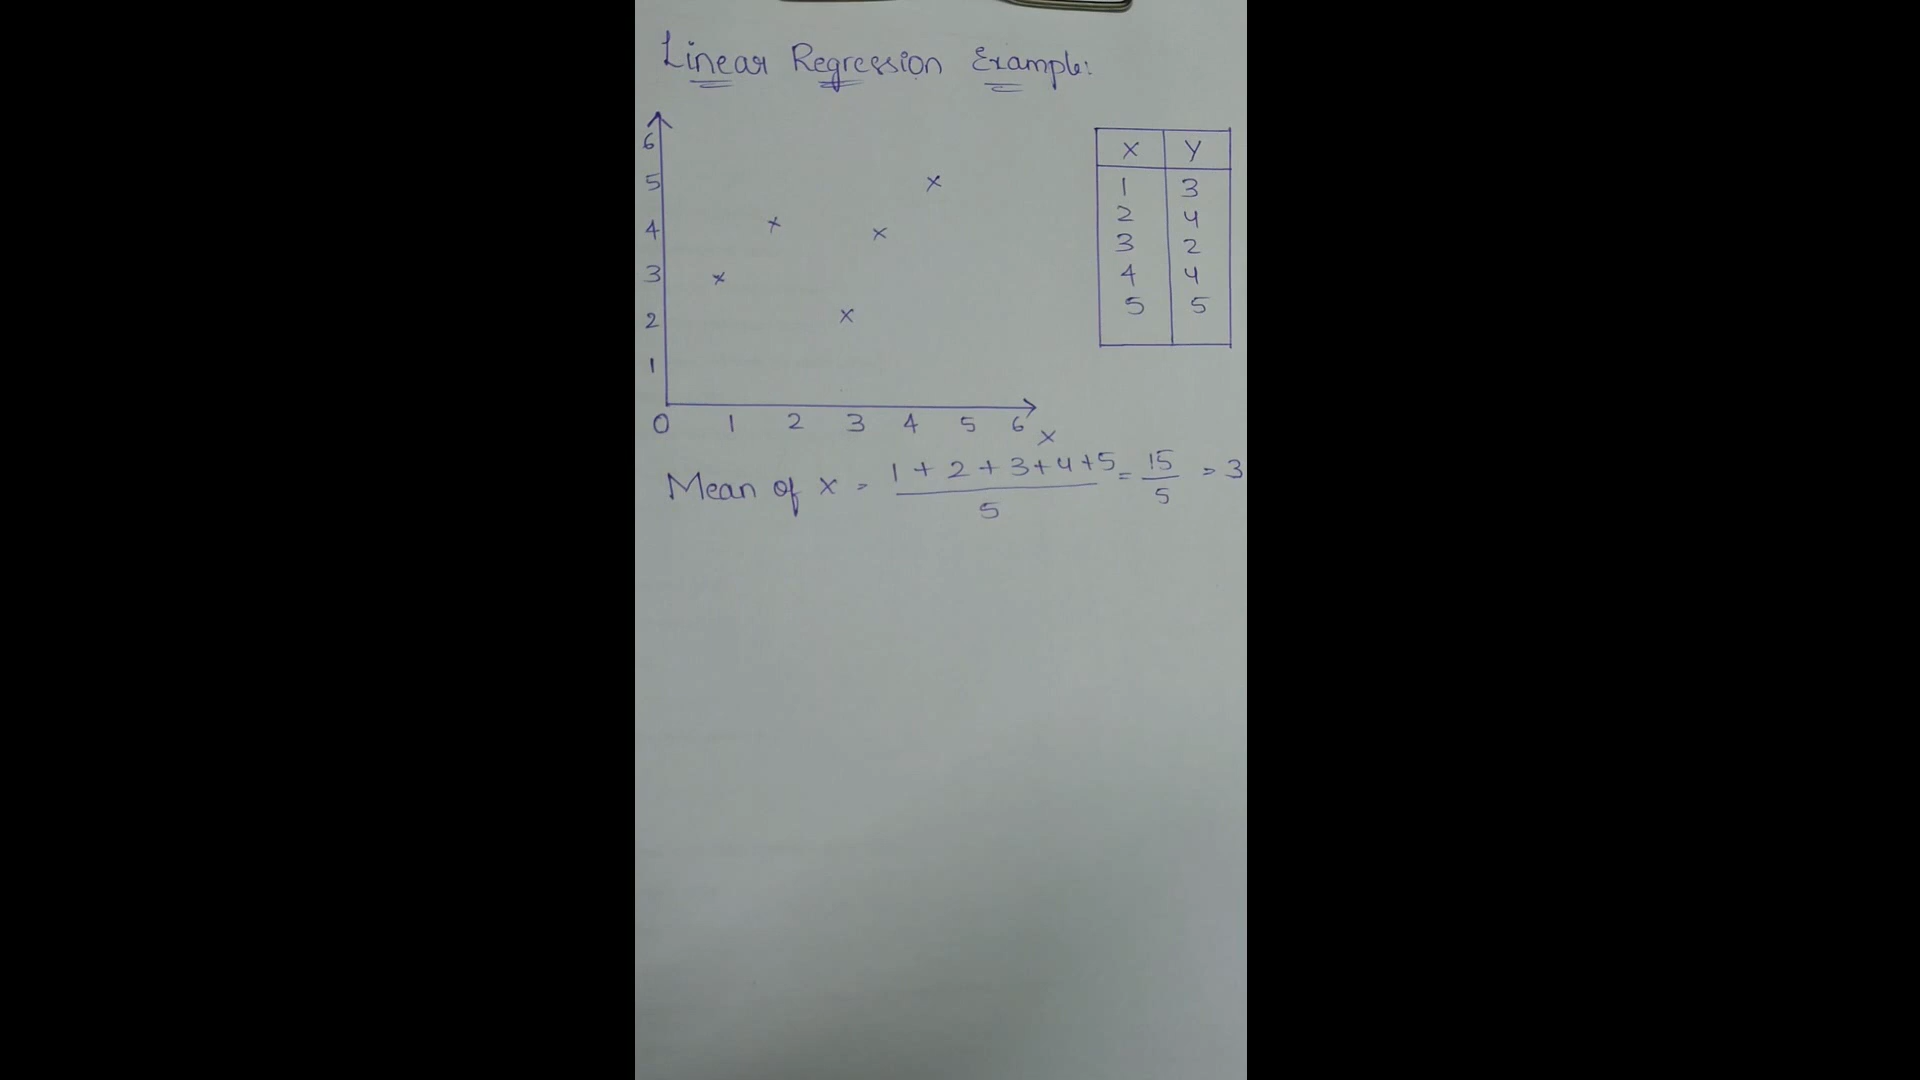 Linear Regression Example:
6
5
4
3
2
1
0 1 2 3 4 5 6 x
X Y
1 3
2 4
3 2
4 4
5 5
Mean of x = 1 + 2 + 3 + 4 + 5 / 5 = 15 / 5 = 3